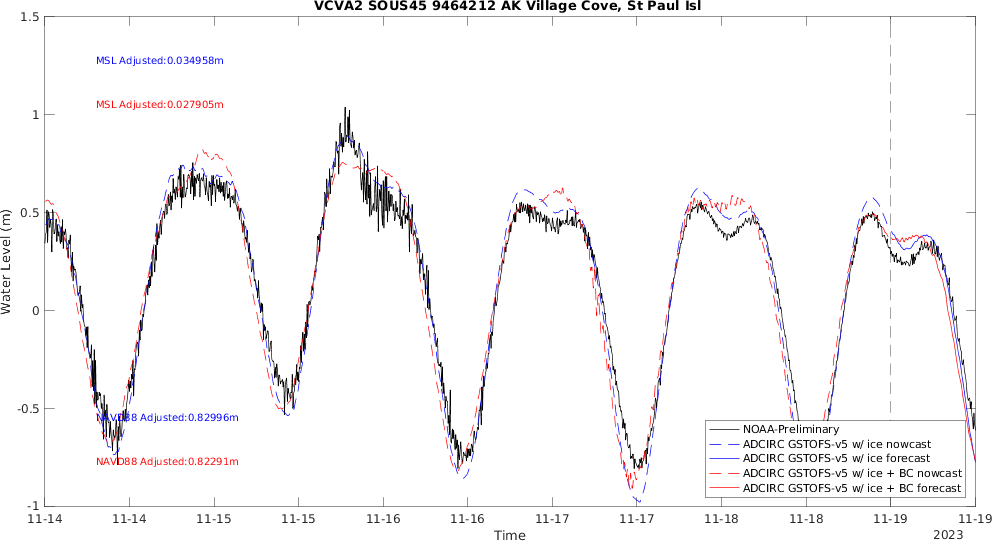 VCVA2 SOUS45 9464212 AK Village Cove, St Paul Isl
1.5
1
0.5
0
-0.5
-1
Water Level (m)
MSL Adjusted:0.034958m
MSL Adjusted:0.027905m
NAVD88 Adjusted:0.82996m
NAVD88 Adjusted:0.82291m
NOAA-Preliminary
ADCIRC GSTOFS-v5 w/ ice nowcast
ADCIRC GSTOFS-v5 w/ ice forecast
ADCIRC GSTOFS-v5 w/ ice + BC nowcast
ADCIRC GSTOFS-v5 w/ ice + BC forecast
11-14 11-14 11-15 11-15 11-16 11-16 11-17 11-17 11-18 11-18 11-19 11-19
Time
2023